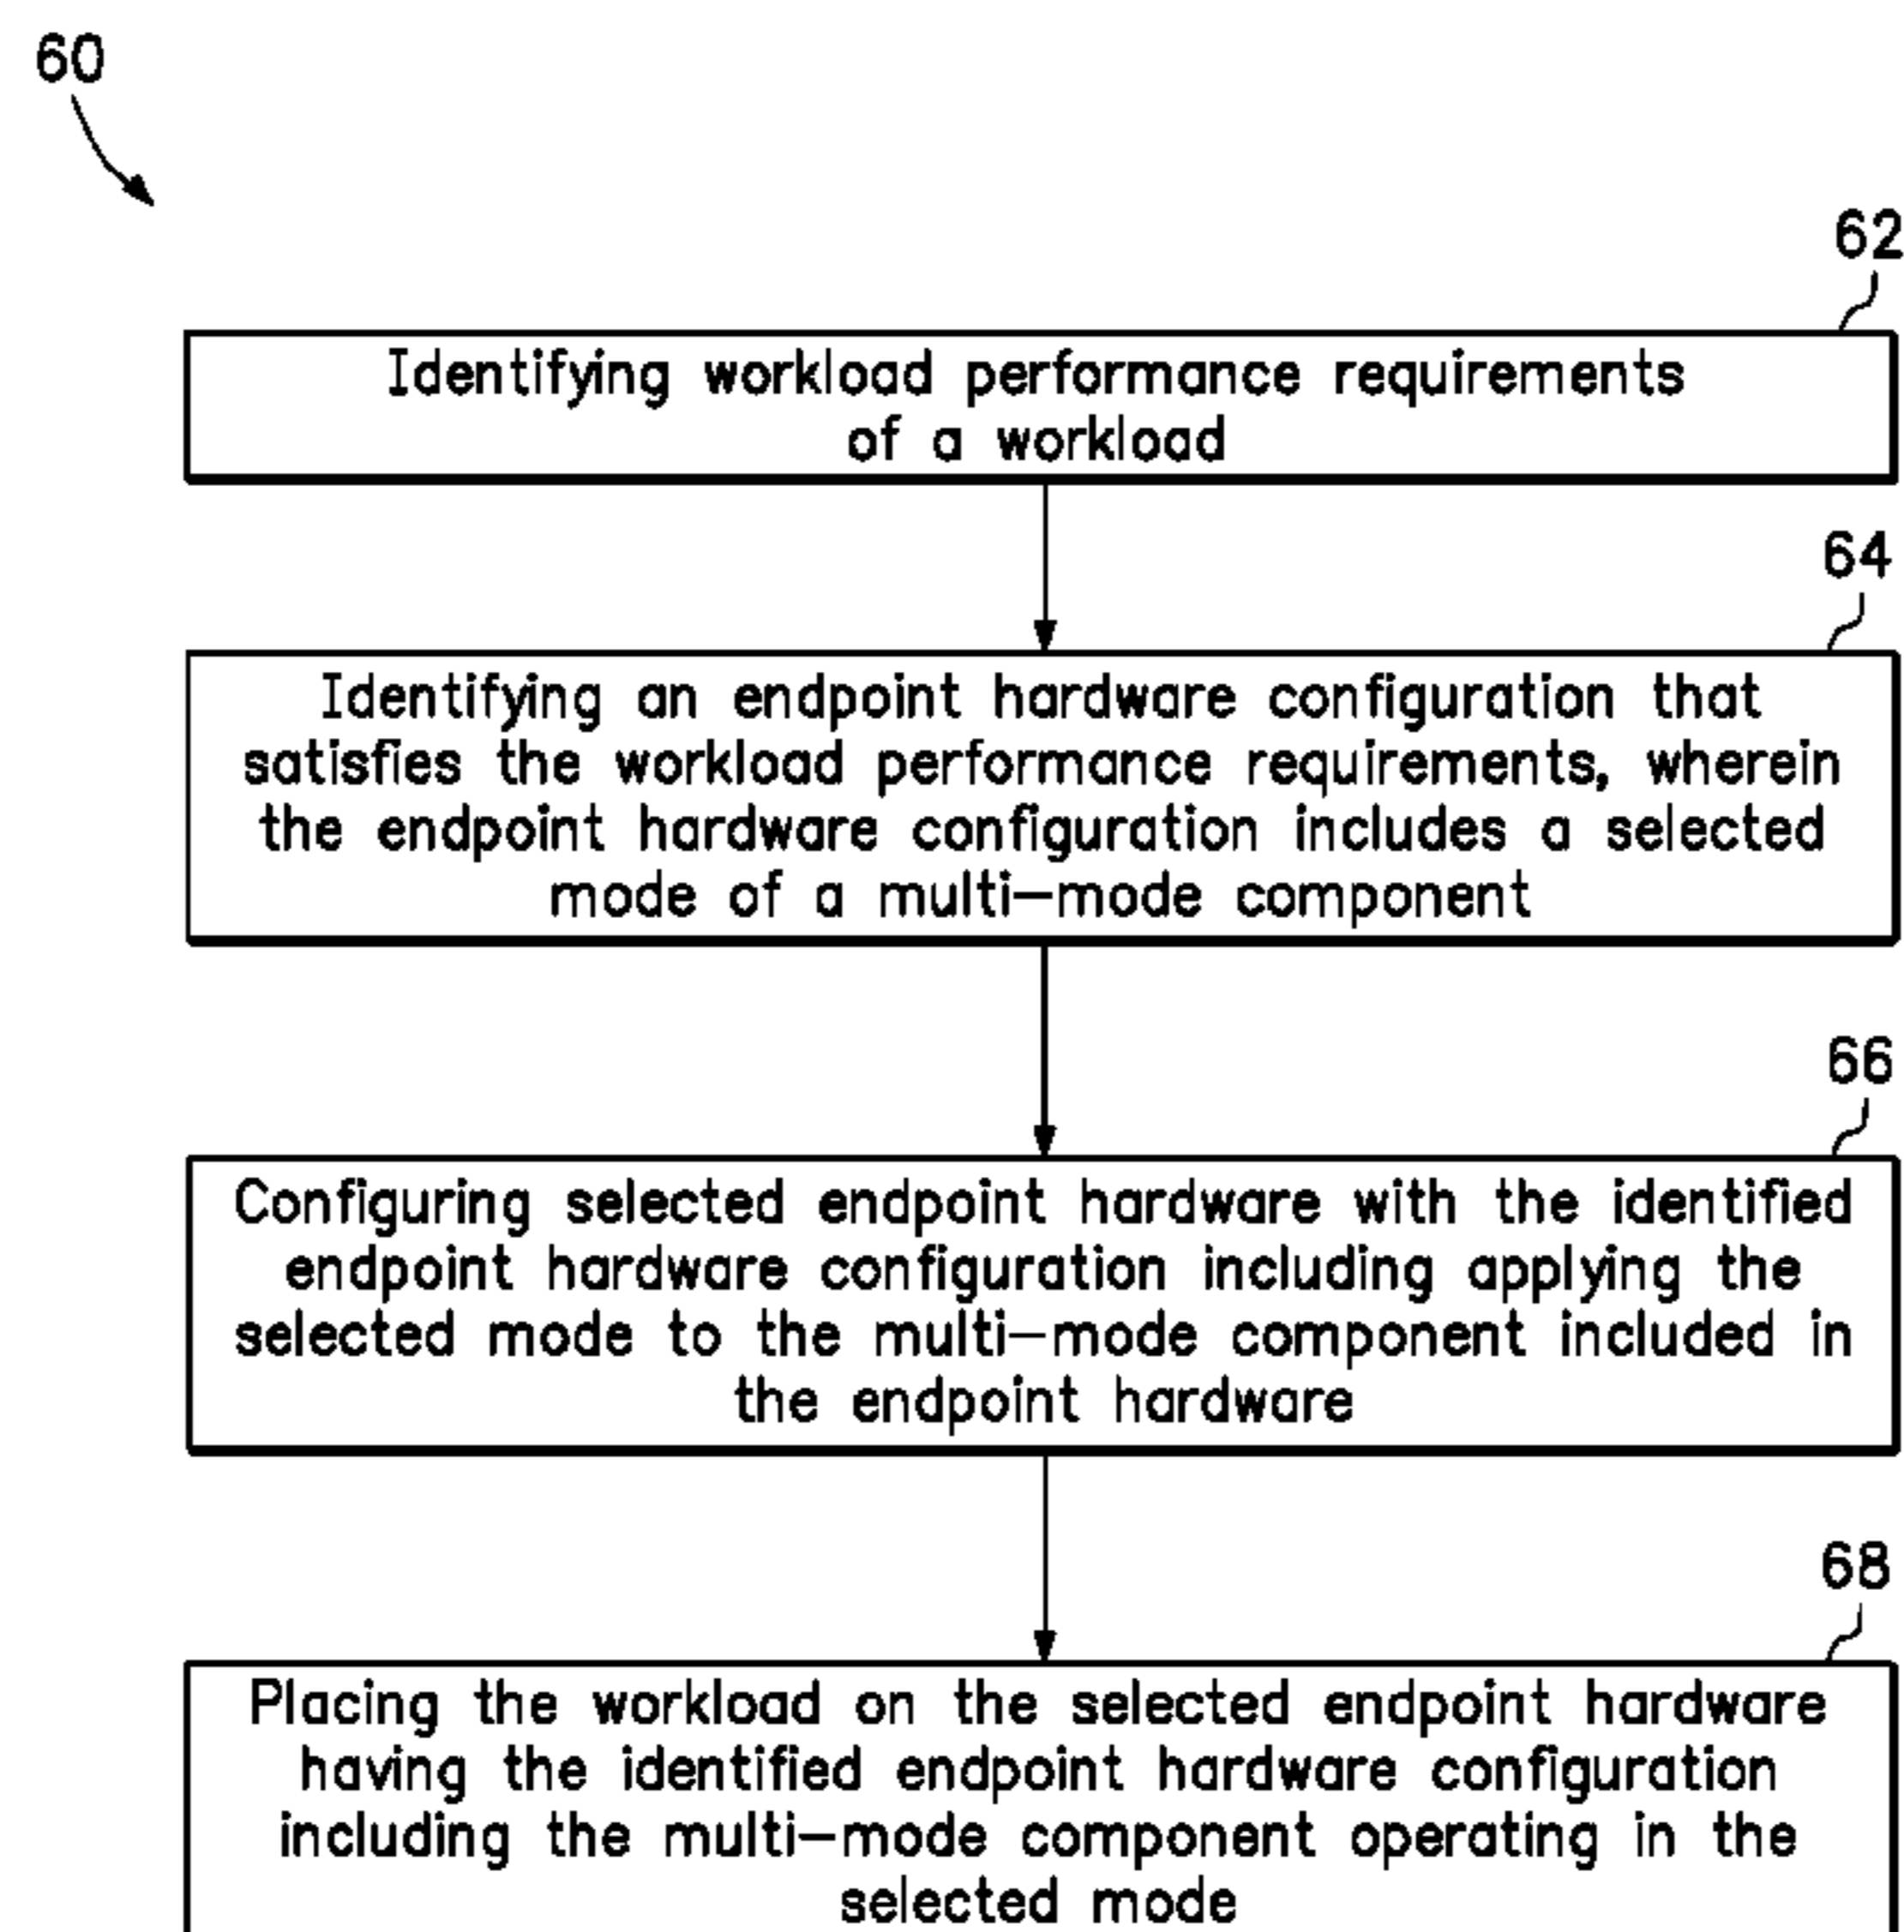 60
62
Identifying workload performance requirements
of a workload
64
Identifying an endpoint hardware configuration that
satisfies the workload performance requirements, wherein
the endpoint hardware configuration includes a selected
mode of a multi–mode component
66
Configuring selected endpoint hardware with the identified
endpoint hardware configuration including applying the
selected mode to the multi–mode component included in
the endpoint hardware
68
Placing the workload on the selected endpoint hardware
having the identified endpoint hardware configuration
including the multi–mode component operating in the
selected mode